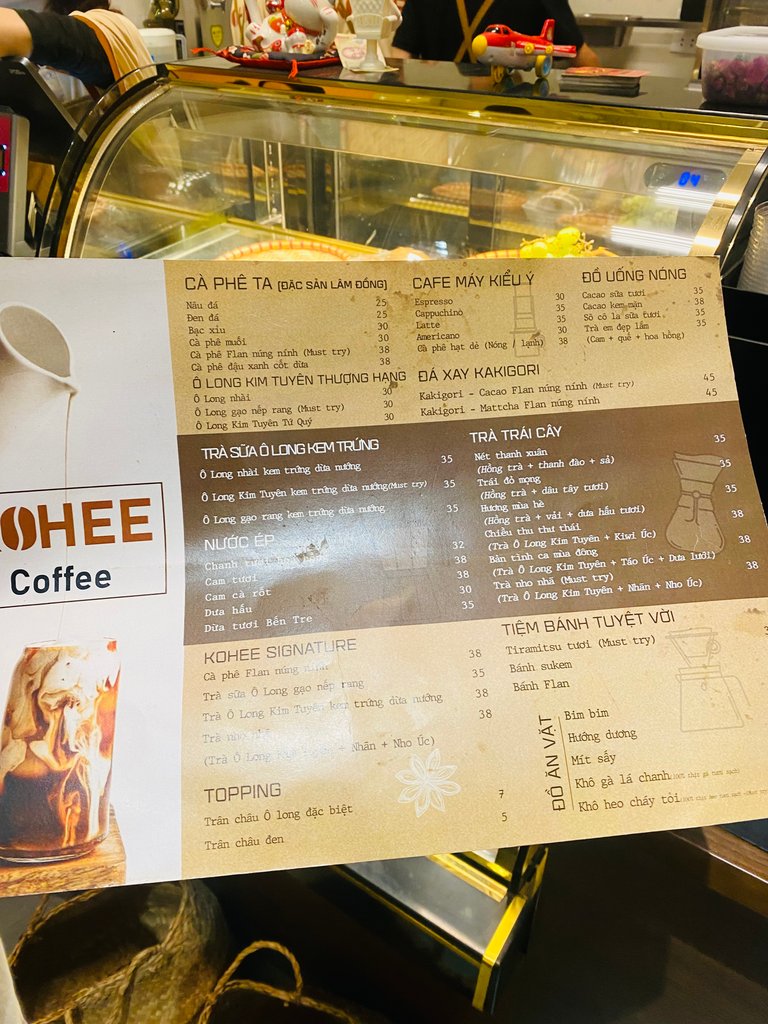 04
OHEE
Coffee
CÀ PHÊ TA (ĐẶC SẢN LÂM ĐỒNG)
Nâu đá 25
Đen đá 25
Bạc xỉu 30
Cà phê muối 30
Cà phê Flan núng nính (Must try) 38
Cà phê đậu xanh cốt dừa 38
Ô LONG KIM TUYÊN THƯỢNG HẠNG
Ô Long nhài 30
Ô Long gạo nếp rang (Must try) 30
Ô Long Kim Tuyên Tứ Quý 30
CAFE MÁY KIỂU Ý
Espresso 30
Cappuchino 35
Latte 35
Americano 30
Cà phê hạt dẻ (Nóng / lạnh) 38
ĐỒ UỐNG NÓNG
Cacao sữa tươi 35
Cacao kem mặn 38
Sô cô la sữa tươi 35
Trà em đẹp lắm 35
(Cam + quế + hoa hồng)
ĐÁ XAY KAKIGORI
Kakigori - Cacao Flan núng nính (Must try) 45
Kakigori - Mattcha Flan núng nính 45
TRÀ SỮA Ô LONG KEM TRỨNG
Ô Long nhài kem trứng dừa nướng 35
Ô Long Kim Tuyên kem trứng dừa nướng(Must try) 35
Ô Long gạo rang kem trứng dừa nướng 35
NƯỚC ÉP
Chanh tươi 32
Cam tươi 38
Cam cà rốt 38
Dưa hấu 30
Dừa tươi Bến Tre 35
TRÀ TRÁI CÂY
Nét thanh xuân 35
(Hồng trà + thanh đào + sả)
Trái đỏ mọng 35
(Hồng trà + dâu tây tươi)
Hương mùa hè 35
(Hồng trà + vải + dưa hấu tươi)
Chiều thu thư thái 38
(Trà Ô Long Kim Tuyên + Kiwi Úc)
Bản tình ca mùa đông 38
(Trà Ô Long Kim Tuyên + Táo Úc + Dưa lưới)
Trà nho nhã (Must try) 38
(Trà Ô Long Kim Tuyên + Nhãn + Nho Úc)
KOHEE SIGNATURE
Cà phê Flan núng nính 38
Trà sữa Ô Long gạo nếp rang 35
Trà Ô Long Kim Tuyên kem trứng dừa nướng 38
Trà nho nhã 38
(Trà Ô Long Kim Tuyên + Nhãn + Nho Úc)
TOPPING
Trân châu Ô long đặc biệt 7
Trân châu đen 5
TIỆM BÁNH TUYỆT VỜI
Tiramitsu tươi (Must try)
Bánh sukem
Bánh Flan
ĐỒ ĂN VẶT
Bim bim
Hướng dương
Mít sấy
Khô gà lá chanh(100% thịt gà tươi sạch)
Khô heo cháy tỏi(100% thịt heo tươi sạch)